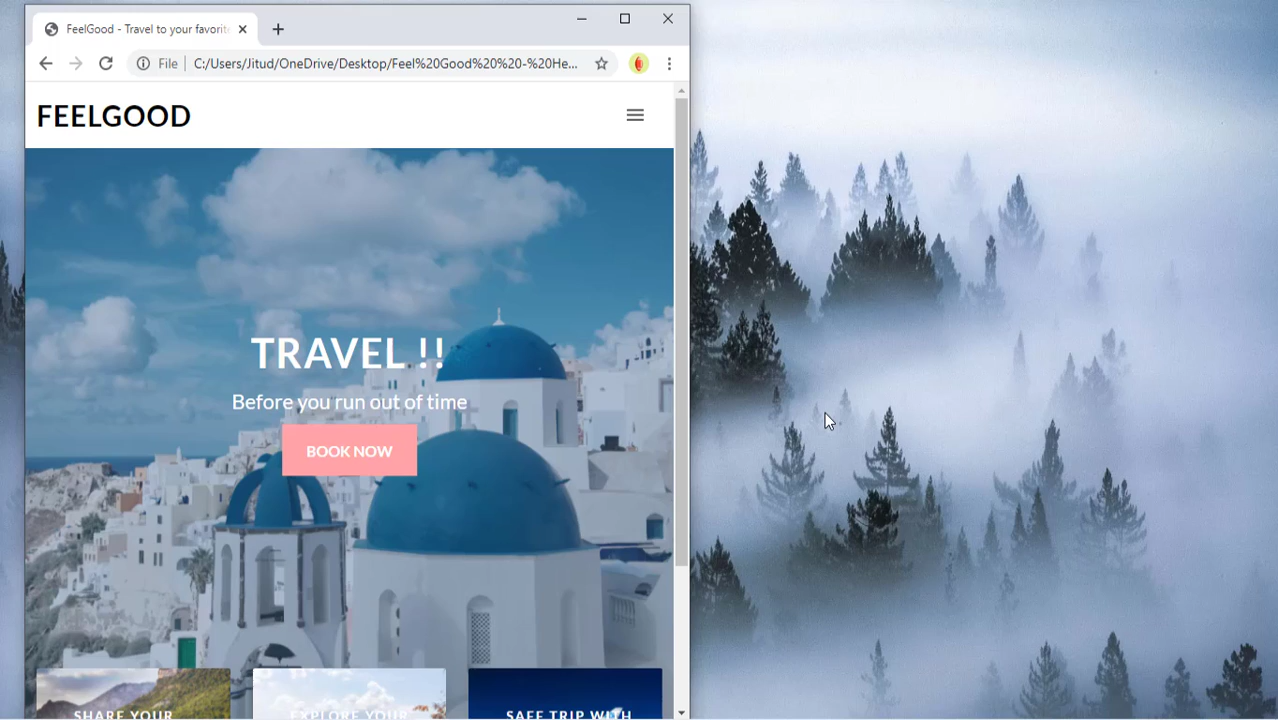 FeelGood - Travel to your favorite
File
C:/Users/Jitud/OneDrive/Desktop/Feel%20Good%20%20-%20He...
FEELGOOD
TRAVEL !!
Before you run out of time
BOOK NOW
SHARE YOUR
EXPLORE YOUR
SAFE TRIP WITH